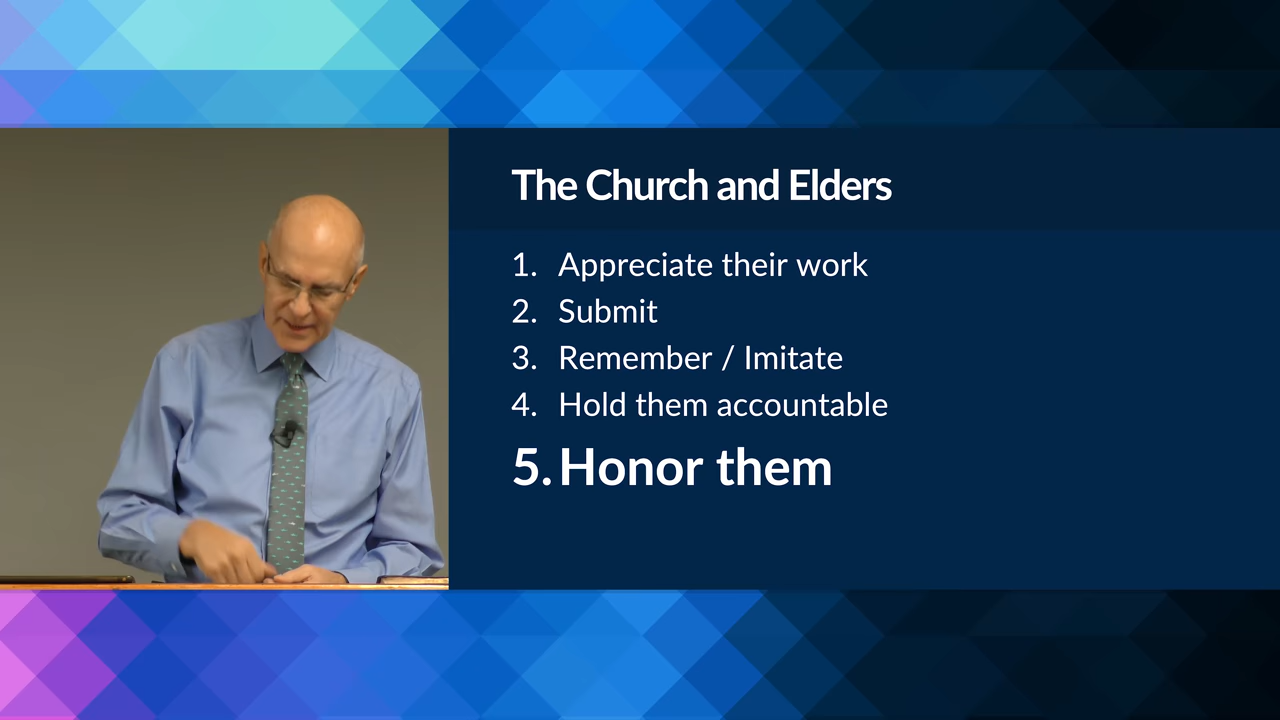 The Church and Elders
1. Appreciate their work
2. Submit
3. Remember / Imitate
4. Hold them accountable
5. Honor them